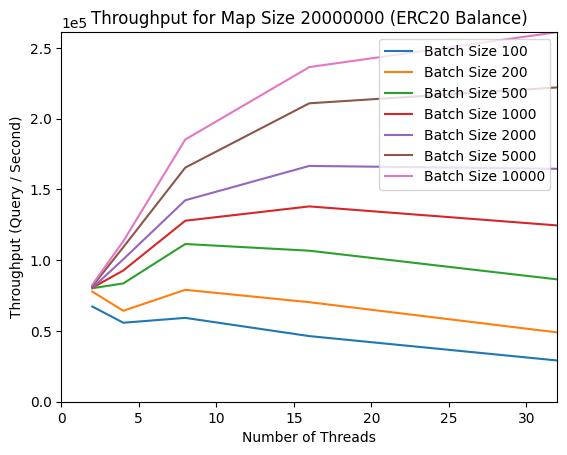 Throughput for Map Size 20000000 (ERC20 Balance)
1e5
2.5
2.0
1.5
1.0
0.5
0.0
Throughput (Query / Second)
Batch Size 100
Batch Size 200
Batch Size 500
Batch Size 1000
Batch Size 2000
Batch Size 5000
Batch Size 10000
0 5 10 15 20 25 30
Number of Threads